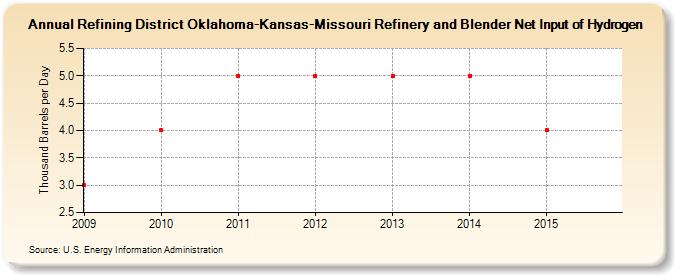 Annual Refining District Oklahoma-Kansas-Missouri Refinery and Blender Net Input of Hydrogen
Thousand Barrels per Day
5.5
5.0
4.5
4.0
3.5
3.0
2.5
2009 2010 2011 2012 2013 2014 2015
Source: U.S. Energy Information Administration